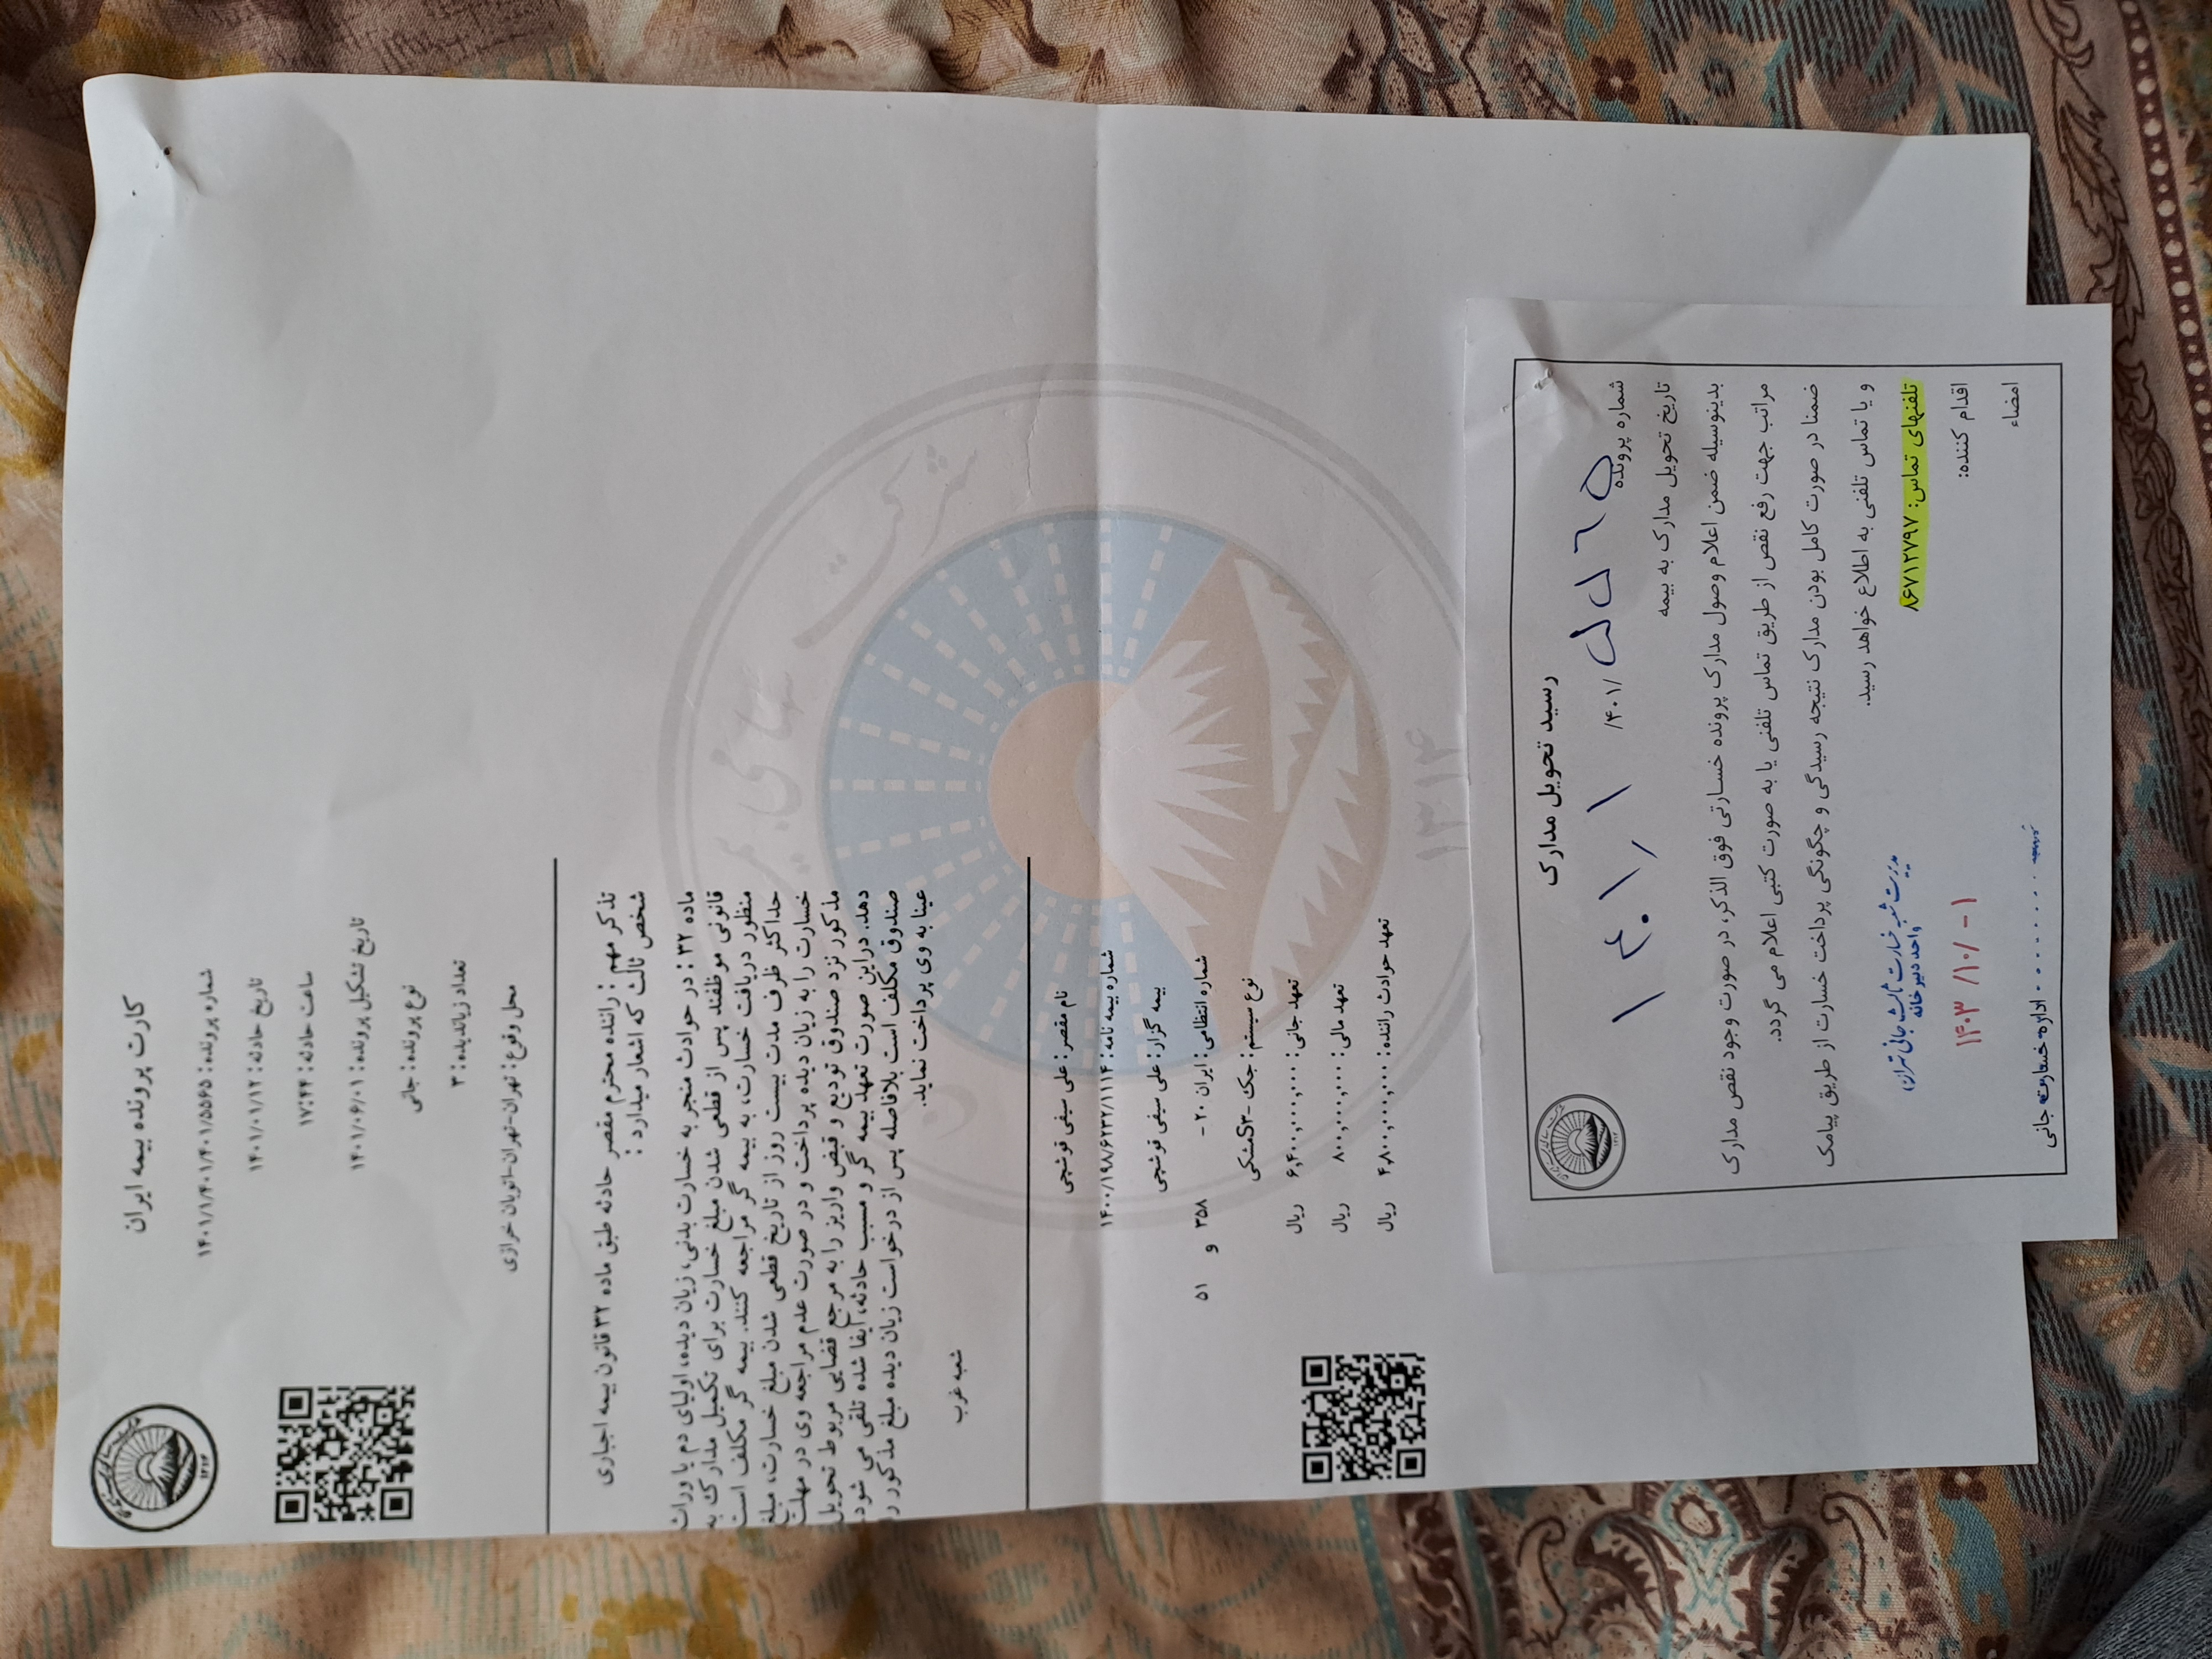 کارت پرونده بیمه ایران
شماره پرونده: ۱۴۰۱/۱/۴۰۱/۴۰۱/۵۵۶۵
تاریخ حادثه: ۱۴۰۱/۰۱/۱۲
ساعت حادثه: ۱۷:۴۴
تاریخ تشکیل پرونده: ۱۴۰۱/۰۶/۰۱
نوع پرونده: جانی
تعداد زیاندیده: ۳
محل وقوع: تهران-تهران-اتوبان خرازی
تذکر مهم : راننده محترم مقصر حادثه طبق ماده ۳۲ قانون بیمه اجباری
شخص ثالث که اشعار میدارد :
ماده ۳۲ : در حوادث منجر به خسارت بدنی، زیان دیده، اولیای دم یا وراث
قانونی موظفند پس از قطعی شدن مبلغ خسارت برای تکمیل مدارک به
منظور دریافت خسارت، به بیمه گر مراجعه کنند. بیمه گر مکلف است
حداکثر ظرف مدت بیست روز از تاریخ قطعی شدن مبلغ خسارت، مبلغ
خسارت را به زیان دیده پرداخت و در صورت عدم مراجعه وی در مهلت
مذکور نزد صندوق تودیع و قبض واریز را به مرجع قضایی مربوط تحویل
دهد. دراین صورت تعهد بیمه گر و مسبب حادثه، ایفا شده تلقی می شود.
صندوق مکلف است بلافاصله پس از درخواست زیان دیده مبلغ مذکور را
عینا به وی پرداخت نماید.
شعبه غرب
نام مقصر: علی سیفی قوشچی
شماره بیمه نامه: ۱۴۰۰/۱۹۸/۶۲۳۲/۱۱۱۴
بیمه گزار: علی سیفی قوشچی
شماره انتظامی: ایران ۲۰ - ۳۵۸ و ۵۱
نوع سیستم: جک -S۳مشکی
تعهد جانی: ۶,۴۰۰,۰۰۰,۰۰۰ ریال
تعهد مالی: ۸۰۰,۰۰۰,۰۰۰ ریال
تعهد حوادث راننده: ۴,۸۰۰,۰۰۰,۰۰۰ ریال
۱۳۱۴
رسید تحویل مدارک
شماره پرونده ۵۵۶۵ /۴۰۱/ ۱ / ۱۴۰۱
تاریخ تحویل مدارک به بیمه
بدینوسیله ضمن اعلام وصول مدارک پرونده خسارتی فوق الذکر، در صورت وجود نقص مدارک
مراتب جهت رفع نقص از طریق تماس تلفنی یا به صورت کتبی اعلام می گردد.
ضمنا در صورت کامل بودن مدارک نتیجه رسیدگی و چگونگی پرداخت خسارت از طریق پیامک
و یا تماس تلفنی به اطلاع خواهد رسید.
مدیریت شعبه خسارت ثالث جانی تهران
واحد دبیرخانه
تلفنهای تماس: ۸۶۷۱۲۷۹۷
۱۴۰۳ /۱۰/ -۱
اقدام کننده:
امضاء
اداره خسارت جانی